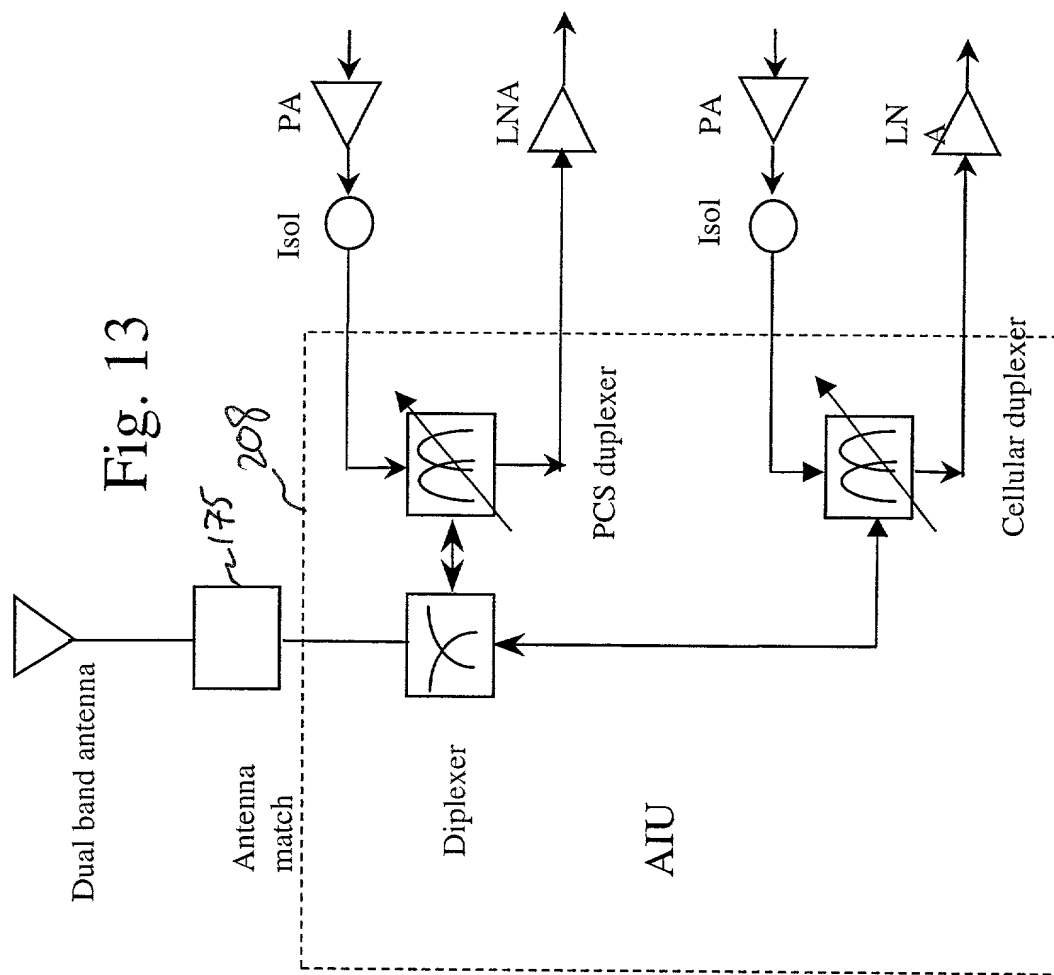 Fig. 13
Dual band antenna
175
208
Antenna
match
Diplexer
AIU
PCS duplexer
Cellular duplexer
Isol
PA
LNA
Isol
PA
LN
A